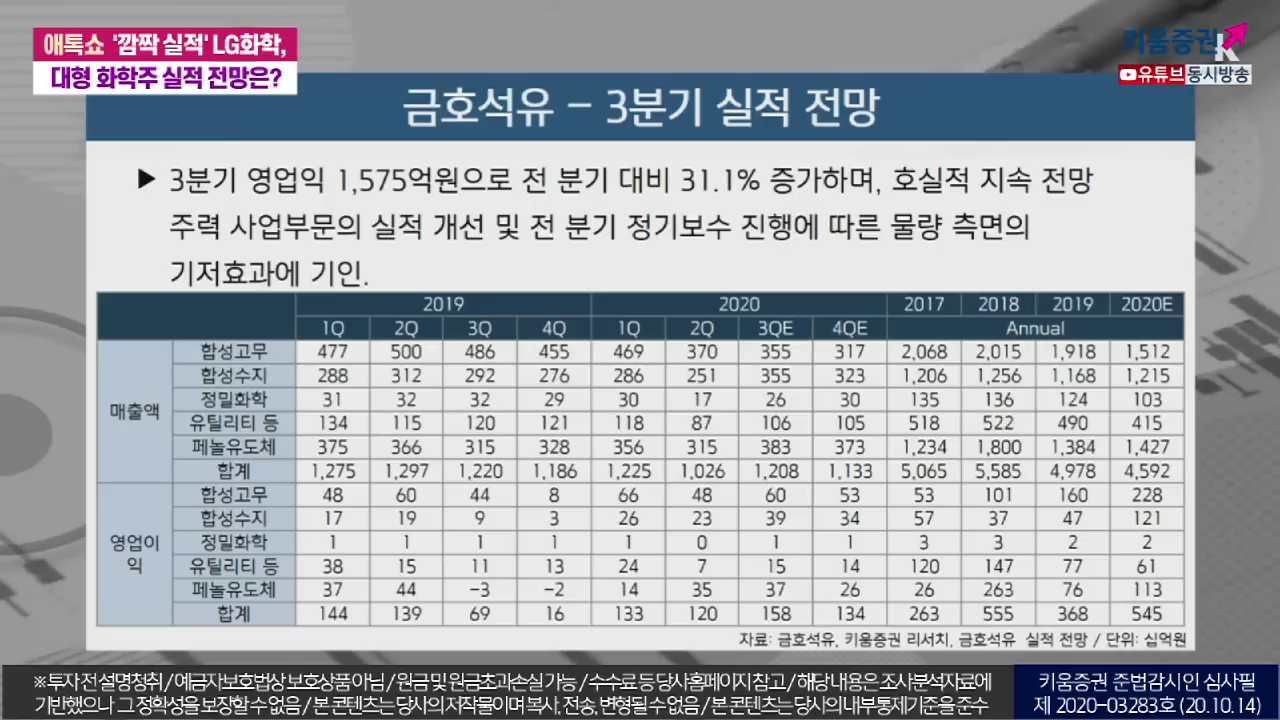 애톡쇼 '깜짝 실적' LG화학,
대형 화학주 실적 전망은?
키움증권
유튜브 동시방송
금호석유 - 3분기 실적 전망
▶ 3분기 영업익 1,575억원으로 전 분기 대비 31.1% 증가하며, 호실적 지속 전망
주력 사업부문의 실적 개선 및 전 분기 정기보수 진행에 따른 물량 측면의
기저효과에 기인.
2019 2020 2017 2018 2019 2020E
1Q 2Q 3Q 4Q 1Q 2Q 3QE 4QE Annual
매출액
합성고무 477 500 486 455 469 370 355 317 2,068 2,015 1,918 1,512
합성수지 288 312 292 276 286 251 355 323 1,206 1,256 1,168 1,215
정밀화학 31 32 32 29 30 17 26 30 135 136 124 103
유틸리티 등 134 115 120 121 118 87 106 105 518 522 490 415
페놀유도체 375 366 315 328 356 315 383 373 1,234 1,800 1,384 1,427
합계 1,275 1,297 1,220 1,186 1,225 1,026 1,208 1,133 5,065 5,585 4,978 4,592
영업이
익
합성고무 48 60 44 8 66 48 60 53 53 101 160 228
합성수지 17 19 9 3 26 23 39 34 57 37 47 121
정밀화학 1 1 1 1 1 0 1 1 3 3 2 2
유틸리티 등 38 15 11 13 24 7 15 14 120 147 77 61
페놀유도체 37 44 -3 -2 14 35 37 26 26 263 76 113
합계 144 139 69 16 133 120 158 134 263 555 368 545
자료: 금호석유, 키움증권 리서치, 금호석유 실적 전망 / 단위: 십억원
※ 투자 전 설명청취 / 예금자보호법상 보호상품 아님 / 원금 및 원금초과손실 가능 / 수수료 등 당사 홈페이지 참고 / 해당 내용은 조사분석자료에
기반했으나 그 정확성을 보장할 수 없음 / 본 콘텐츠는 당사의 저작물이며 복사, 전송, 변형될 수 없음 / 본 콘텐츠는 당사의 내부통제기준을 준수
키움증권 준법감시인 심사필
제 2020-03283호 (20.10.14)